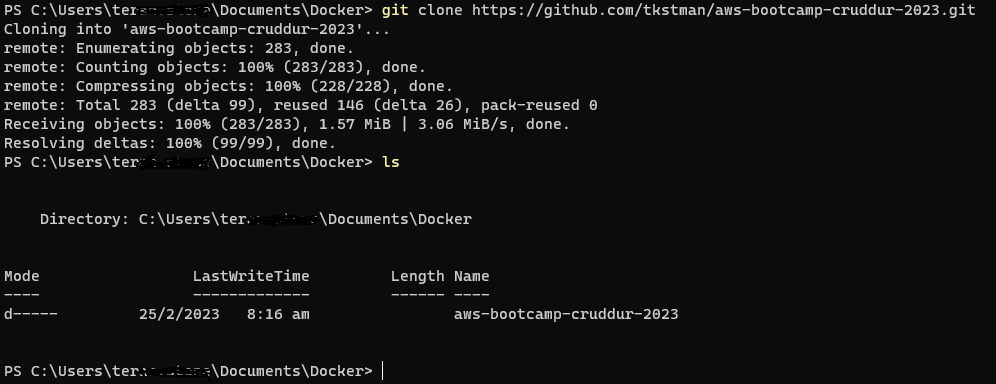 PS C:\Users\ter \Documents\Docker> git clone https://github.com/tkstman/aws-bootcamp-cruddur-2023.git
Cloning into 'aws-bootcamp-cruddur-2023'...
remote: Enumerating objects: 283, done.
remote: Counting objects: 100% (283/283), done.
remote: Compressing objects: 100% (228/228), done.
remote: Total 283 (delta 99), reused 146 (delta 26), pack-reused 0
Receiving objects: 100% (283/283), 1.57 MiB | 3.06 MiB/s, done.
Resolving deltas: 100% (99/99), done.
PS C:\Users\ter \Documents\Docker> ls
Directory: C:\Users\ter \Documents\Docker
Mode LastWriteTime Length Name
---- ------------- ------ ----
d----- 25/2/2023 8:16 am aws-bootcamp-cruddur-2023
PS C:\Users\ter \Documents\Docker>